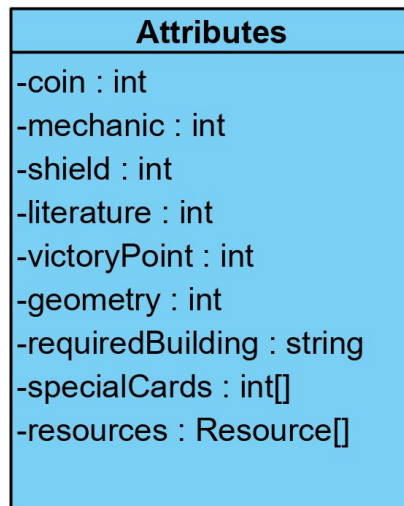 Attributes
-coin : int
-mechanic : int
-shield : int
-literature : int
-victoryPoint : int
-geometry : int
-requiredBuilding : string
-specialCards : int[]
-resources : Resource[]